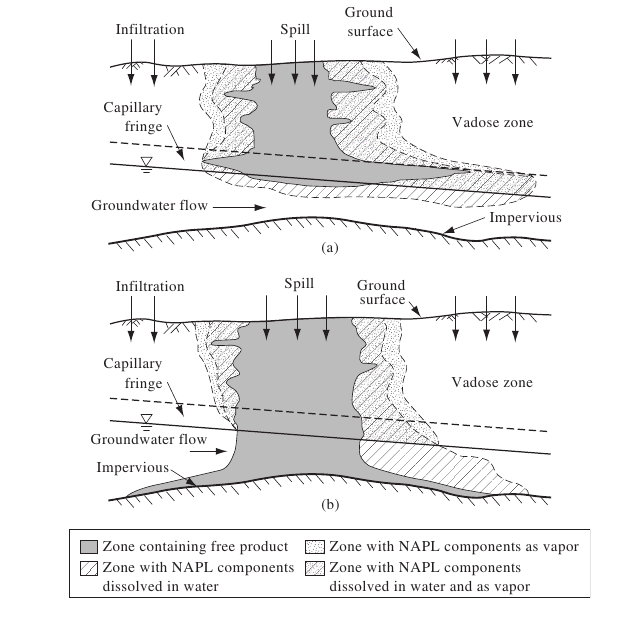 Ground
surface
Infiltration
Spill
Capillary
fringe
Vadose zone
Groundwater flow
Impervious
(a)
Infiltration
Spill
Ground
surface
Capillary
fringe
Vadose zone
Groundwater flow
Impervious
(b)
Zone containing free product
Zone with NAPL components as vapor
Zone with NAPL components
dissolved in water
Zone with NAPL components
dissolved in water and as vapor